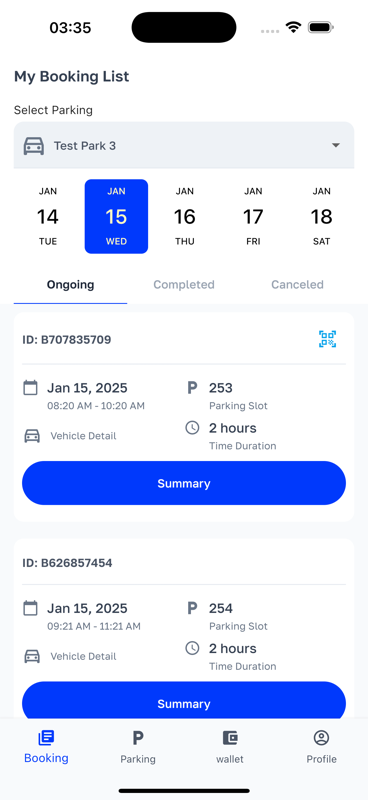 03:35
My Booking List
Select Parking
Test Park 3
JAN JAN JAN JAN JAN
14 15 16 17 18
TUE WED THU FRI SAT
Ongoing Completed Canceled
ID: B707835709
Jan 15, 2025 P 253
08:20 AM - 10:20 AM Parking Slot
2 hours
Vehicle Detail Time Duration
Summary
ID: B626857454
Jan 15, 2025 P 254
09:21 AM - 11:21 AM Parking Slot
2 hours
Vehicle Detail Time Duration
Summary
P
Booking Parking wallet Profile